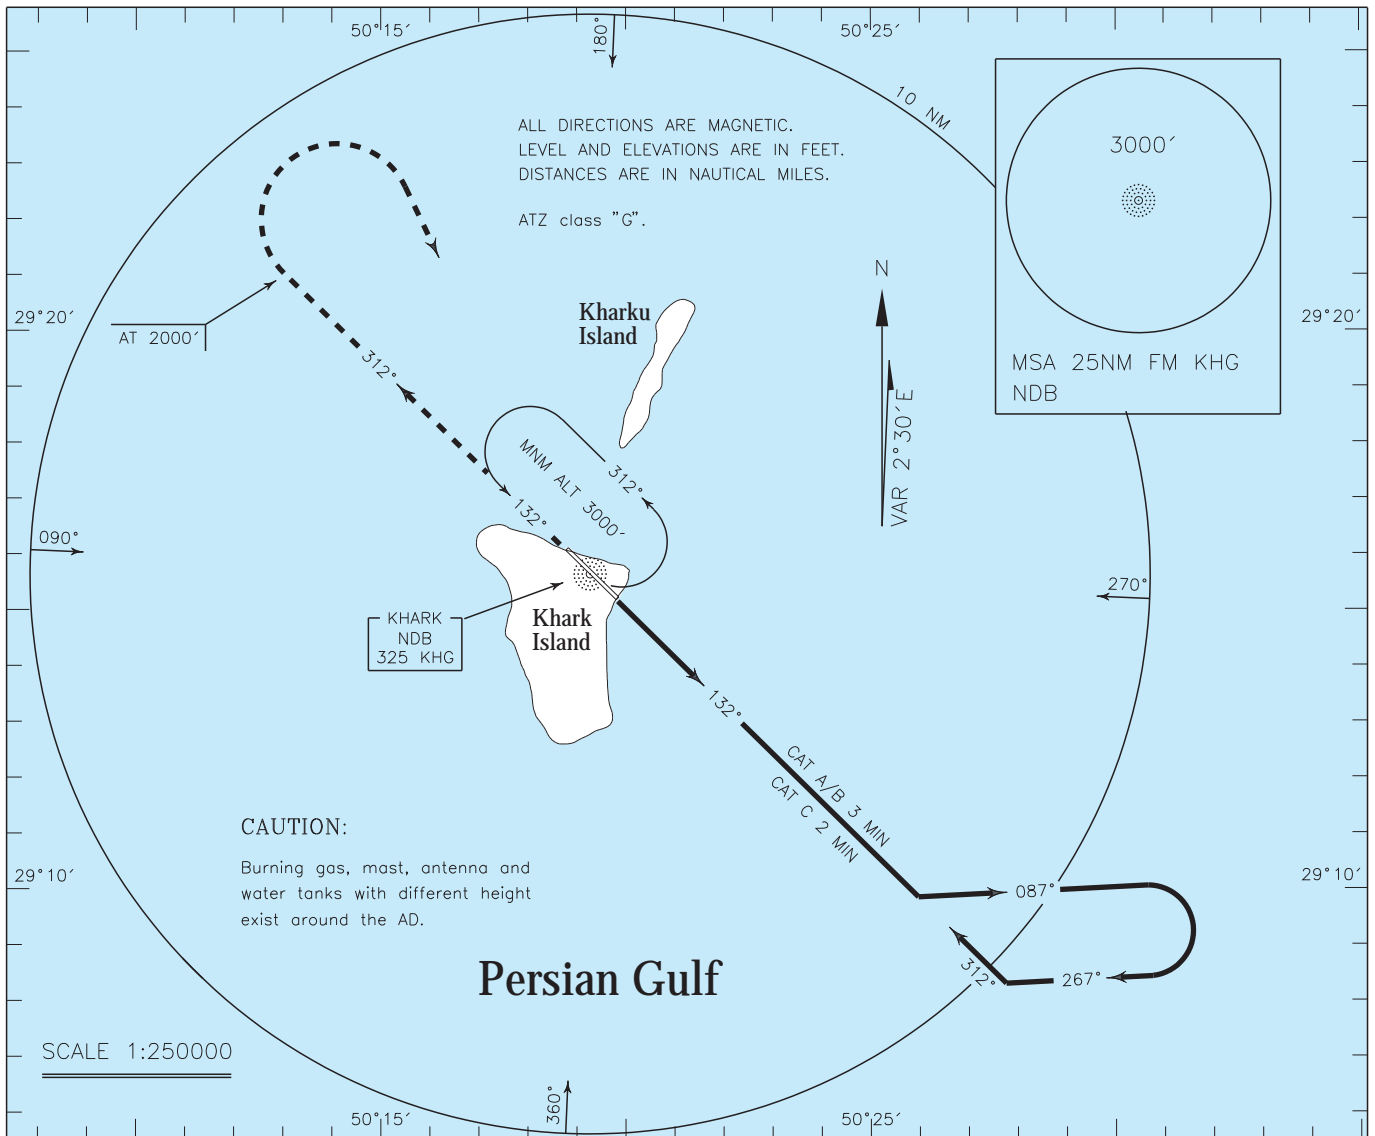 50°15′
50°25′
180°
10 NM
ALL DIRECTIONS ARE MAGNETIC.
LEVEL AND ELEVATIONS ARE IN FEET.
DISTANCES ARE IN NAUTICAL MILES.
ATZ class "G".
3000′
MSA 25NM FM KHG
NDB
N
VAR 2°30′E
Kharku
Island
29°20′
29°20′
AT 2000′
312°
MNM ALT 3000′
312°
132°
090°
270°
KHARK
NDB
325 KHG
Khark
Island
132°
CAT A/B 3 MIN
CAT C 2 MIN
CAUTION:
Burning gas, mast, antenna and
water tanks with different height
exist around the AD.
29°10′
29°10′
087°
312°
267°
Persian Gulf
SCALE 1:250000
360°
50°15′
50°25′